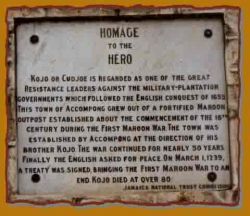 HOMAGE
TO THE
HERO
KOJO OR CUDJOE IS REGARDED AS ONE OF THE GREAT
RESISTANCE LEADERS AGAINST THE MILITARY-PLANTATION
GOVERNMENTS WHICH FOLLOWED THE ENGLISH CONQUEST OF 1655
THIS TOWN OF ACCOMPONG GREW OUT OF A FORTIFIED MAROON
OUTPOST ESTABLISHED ABOUT THE COMMENCEMENT OF THE 18TH
CENTURY DURING THE FIRST MAROON WAR. THE TOWN WAS
ESTABLISHED BY ACCOMPONG AT THE DIRECTION OF HIS
BROTHER KOJO. THE WAR CONTINUED FOR NEARLY 50 YEARS.
FINALLY THE ENGLISH ASKED FOR PEACE. ON MARCH 1, 1739,
A TREATY WAS SIGNED, BRINGING THE FIRST MAROON WAR TO AN
END. KOJO DIED AT OVER 80.
JAMAICA NATIONAL TRUST COMMISSION